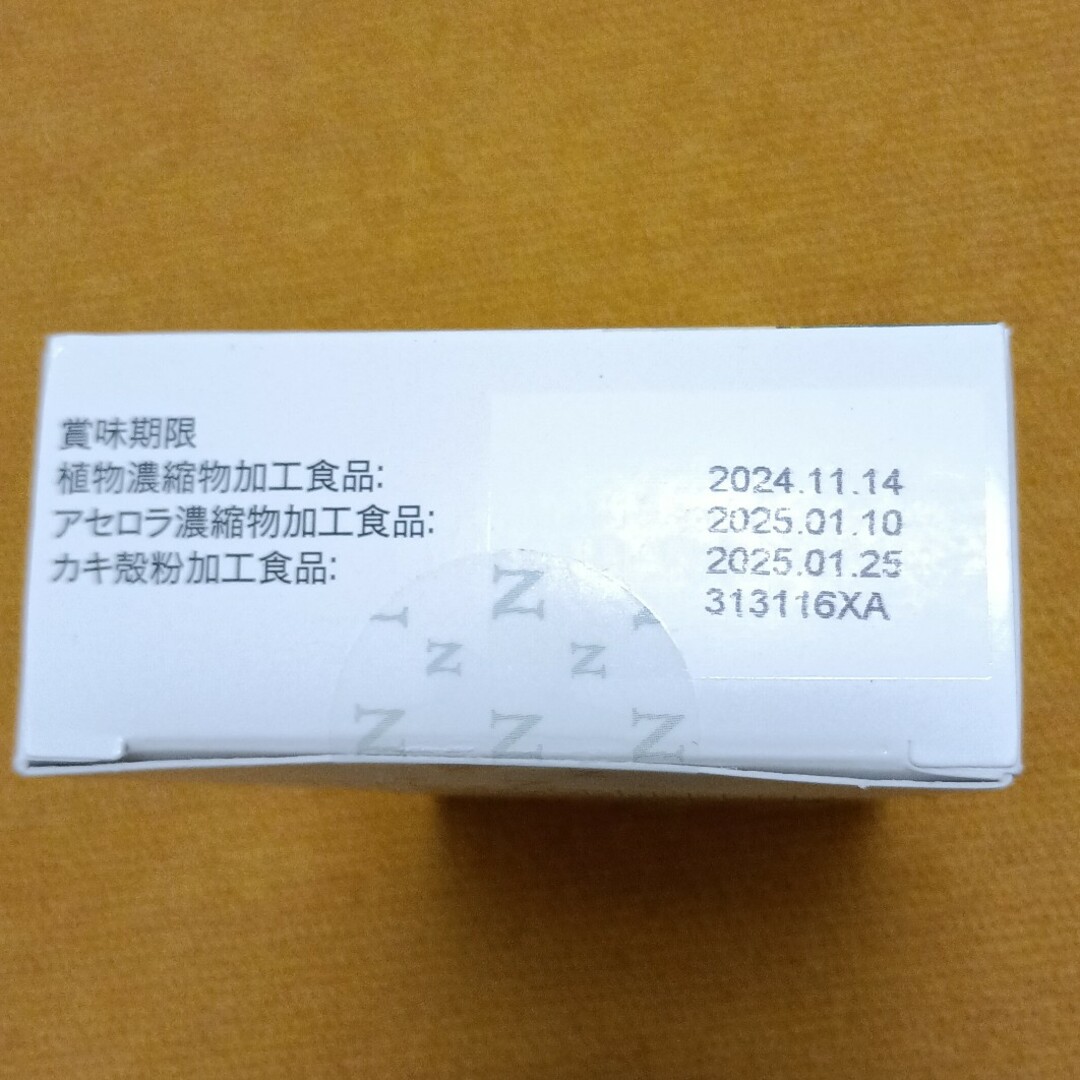 賞味期限
植物濃縮物加工食品: 2024.11.14
アセロラ濃縮物加工食品: 2025.01.10
カキ殻粉加工食品: 2025.01.25
313116XA
N N N
N N
N N N